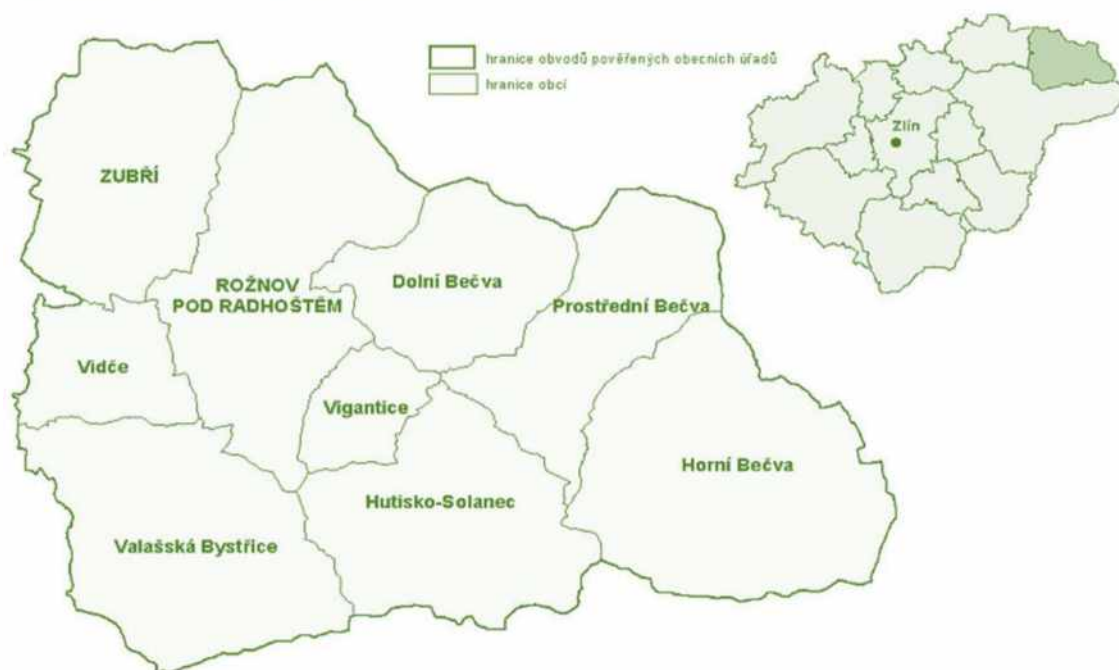 hranice obvodů pověřených obecních úřadů
hranice obcí
Zlín
ZUBŘÍ
ROŽNOV
POD RADHOŠTĚM
Dolní Bečva
Prostřední Bečva
Vidče
Vigantice
Horní Bečva
Hutisko-Solanec
Valašská Bystřice